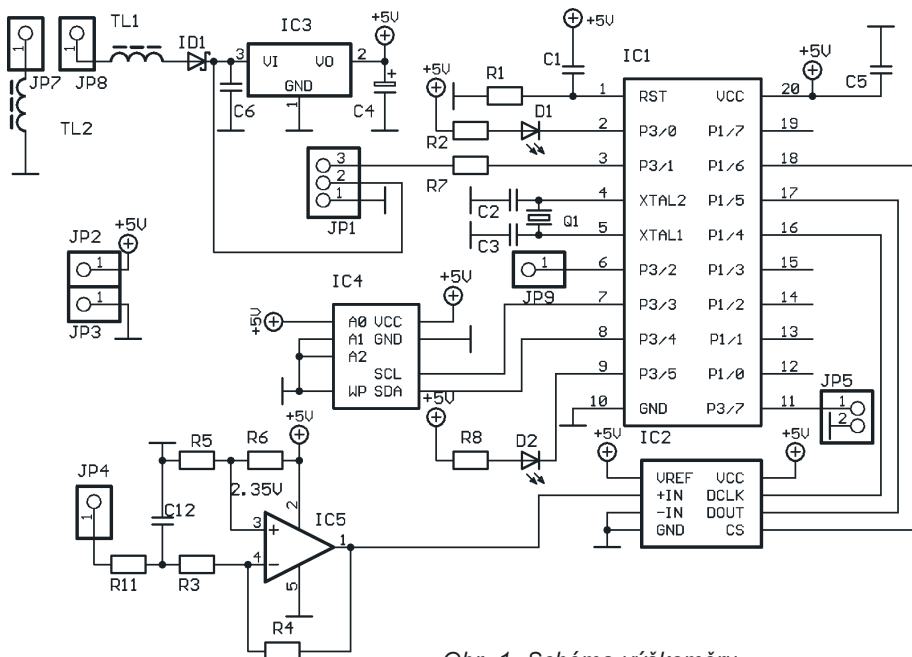 TL1
ID1
IC3
+5V
+5V
IC1
+5V
1
1
3
VI
VO
2
C1
JP7
JP8
GND
1
C6
C4
+
+5V
R1
1
RST
VCC
20
C5
TL2
R2
D1
2
P3/0
P1/7
19
3
2
1
JP1
R7
3
P3/1
P1/6
18
C2
Q1
4
XTAL2
P1/5
17
C3
5
XTAL1
P1/4
16
JP2
+5V
1
1
JP3
1
JP9
6
P3/2
P1/3
15
IC4
+5V
+5V
7
P3/3
P1/2
14
A0 VCC
A1 GND
A2
SCL
WP SDA
8
P3/4
P1/1
13
9
P3/5
P1/0
12
JP5
10
GND
P3/7
11
1
2
+5V
R8
D2
+5V
IC2
+5V
VREF
VCC
+IN
DCLK
-IN
DOUT
GND
CS
+5V
R5
R6
JP4
1
C12
2.35V
2
IC5
3
+
4
−
1
5
R11
R3
R4
Obr. 1. Schéma výškoměru